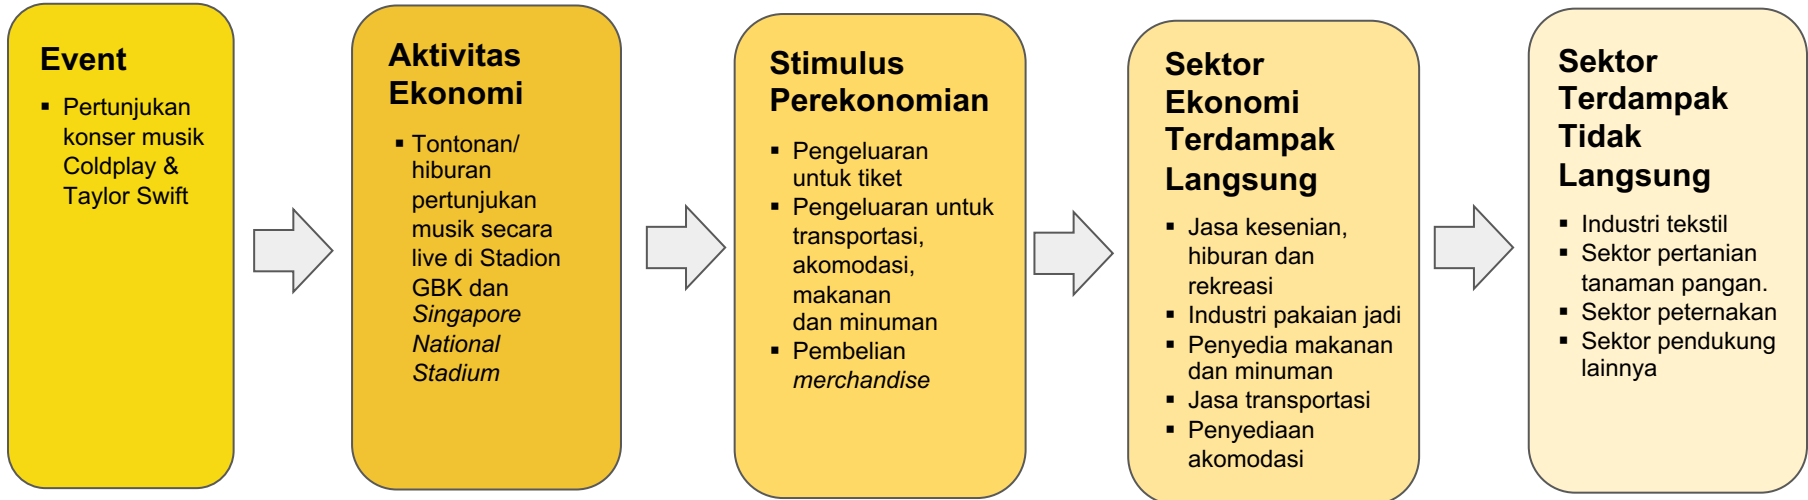 Event
▪ Pertunjukan
konser musik
Coldplay &
Taylor Swift
Aktivitas
Ekonomi
▪ Tontonan/
hiburan
pertunjukan
musik secara
live di Stadion
GBK dan
Singapore
National
Stadium
Stimulus
Perekonomian
▪ Pengeluaran
untuk tiket
▪ Pengeluaran untuk
transportasi,
akomodasi,
makanan
dan minuman
▪ Pembelian
merchandise
Sektor
Ekonomi
Terdampak
Langsung
▪ Jasa kesenian,
hiburan dan
rekreasi
▪ Industri pakaian jadi
▪ Penyedia makanan
dan minuman
▪ Jasa transportasi
▪ Penyediaan
akomodasi
Sektor
Terdampak
Tidak
Langsung
▪ Industri tekstil
▪ Sektor pertanian
tanaman pangan.
▪ Sektor peternakan
▪ Sektor pendukung
lainnya